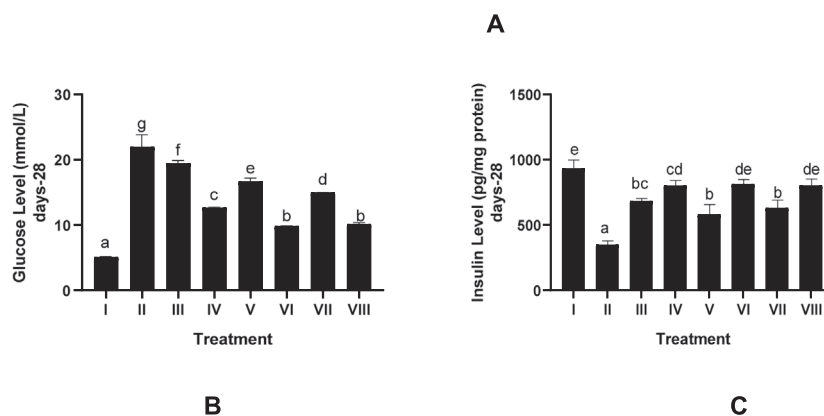 A
Glucose Level (mmol/L)
days-28
30
20
10
0
a
g
f
c
e
b
d
b
I II III IV V VI VII VIII
Treatment
B
Insulin Level (pg/mg protein)
days-28
1500
1000
500
0
e
a
bc
cd
b
de
b
de
I II III IV V VI VII VIII
Treatment
C